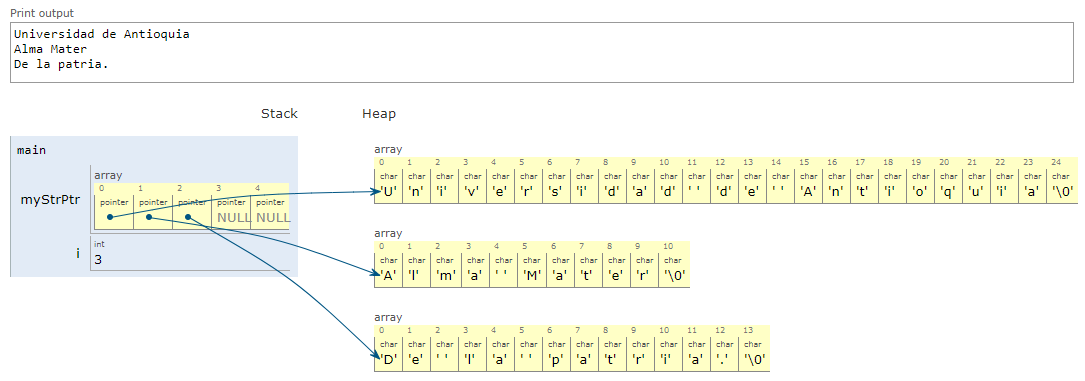 Print output
Universidad de Antioquia
Alma Mater
De la patria.
Stack Heap
main
array
0 1 2 3 4
pointer pointer pointer pointer pointer
NULL NULL
myStrPtr
int
i 3
array
0 1 2 3 4 5 6 7 8 9 10 11 12 13 14 15 16 17 18 19 20 21 22 23 24
char char char char char char char char char char char char char char char char char char char char char char char char char
'U' 'n' 'i' 'v' 'e' 'r' 's' 'i' 'd' 'a' 'd' ' ' 'd' 'e' ' ' 'A' 'n' 't' 'i' 'o' 'q' 'u' 'i' 'a' '\0'
array
0 1 2 3 4 5 6 7 8 9 10
char char char char char char char char char char char
'A' 'l' 'm' 'a' ' ' 'M' 'a' 't' 'e' 'r' '\0'
array
0 1 2 3 4 5 6 7 8 9 10 11 12 13
char char char char char char char char char char char char char char
'D' 'e' ' ' 'l' 'a' ' ' 'p' 'a' 't' 'r' 'i' 'a' '.' '\0'